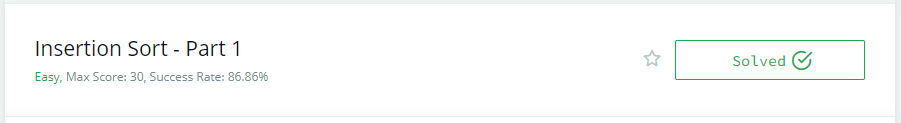 Insertion Sort - Part 1
Solved
Easy, Max Score: 30, Success Rate: 86.86%